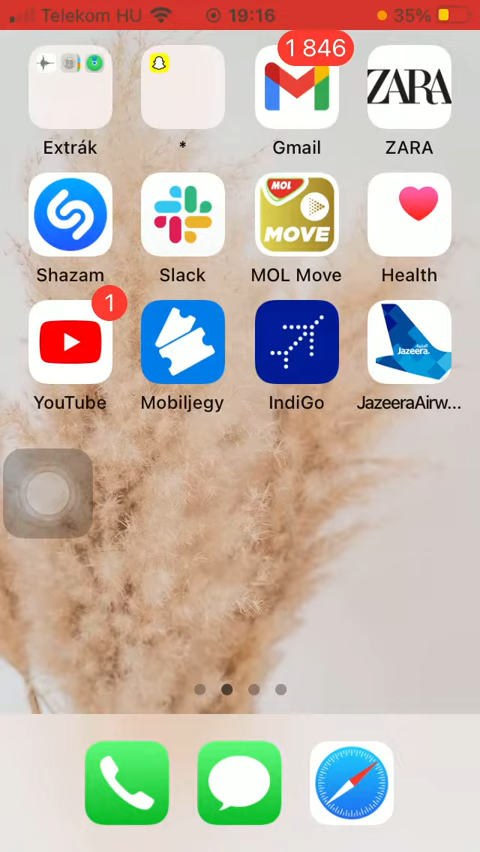 Telekom HU 19:16 35%
1 846
ZARA
Extrák * Gmail ZARA
MOL
MOVE
Shazam Slack MOL Move Health
1
Jazeera.
YouTube Mobiljegy IndiGo JazeeraAirw...